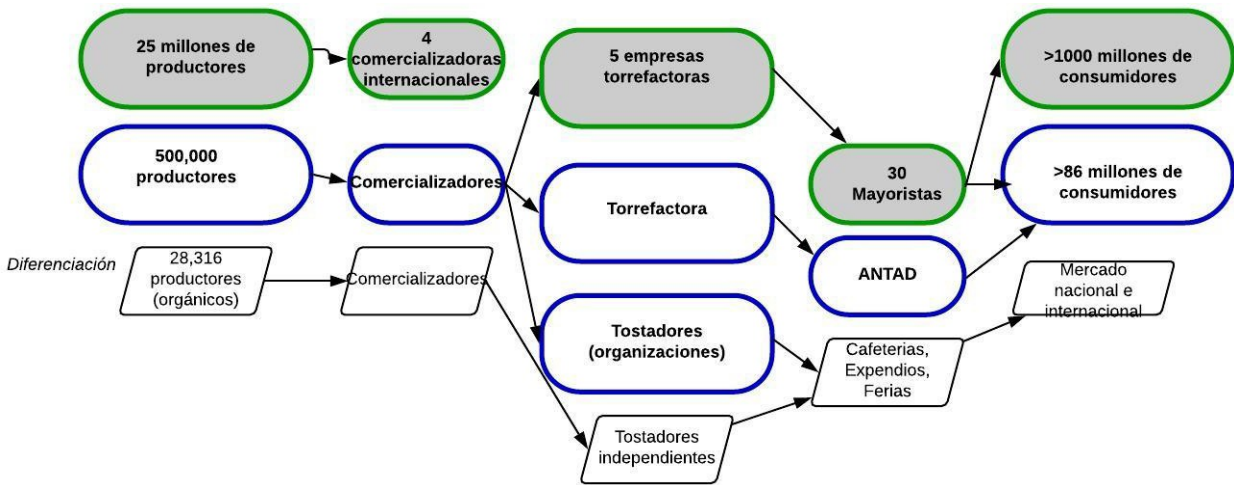 25 millones de
productores
4
comercializadoras
internacionales
5 empresas
torrefactoras
>1000 millones de
consumidores
500,000
productores
Comercializadores
Torrefactora
30
Mayoristas
>86 millones de
consumidores
Diferenciación
28,316
productores
(orgánicos)
Comercializadores
ANTAD
Mercado
nacional e
internacional
Tostadores
(organizaciones)
Cafeterias,
Expendios,
Ferias
Tostadores
independientes